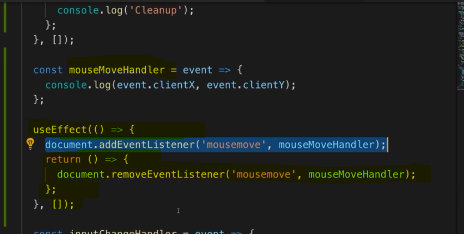 console.log('Cleanup');
};
}, []);
const mouseMoveHandler = event => {
console.log(event.clientX, event.clientY);
};
useEffect(() => {
document.addEventListener('mousemove', mouseMoveHandler);
return () => {
document.removeEventListener('mousemove', mouseMoveHandler);
};
}, []);
const inputChangeHandler = event => {